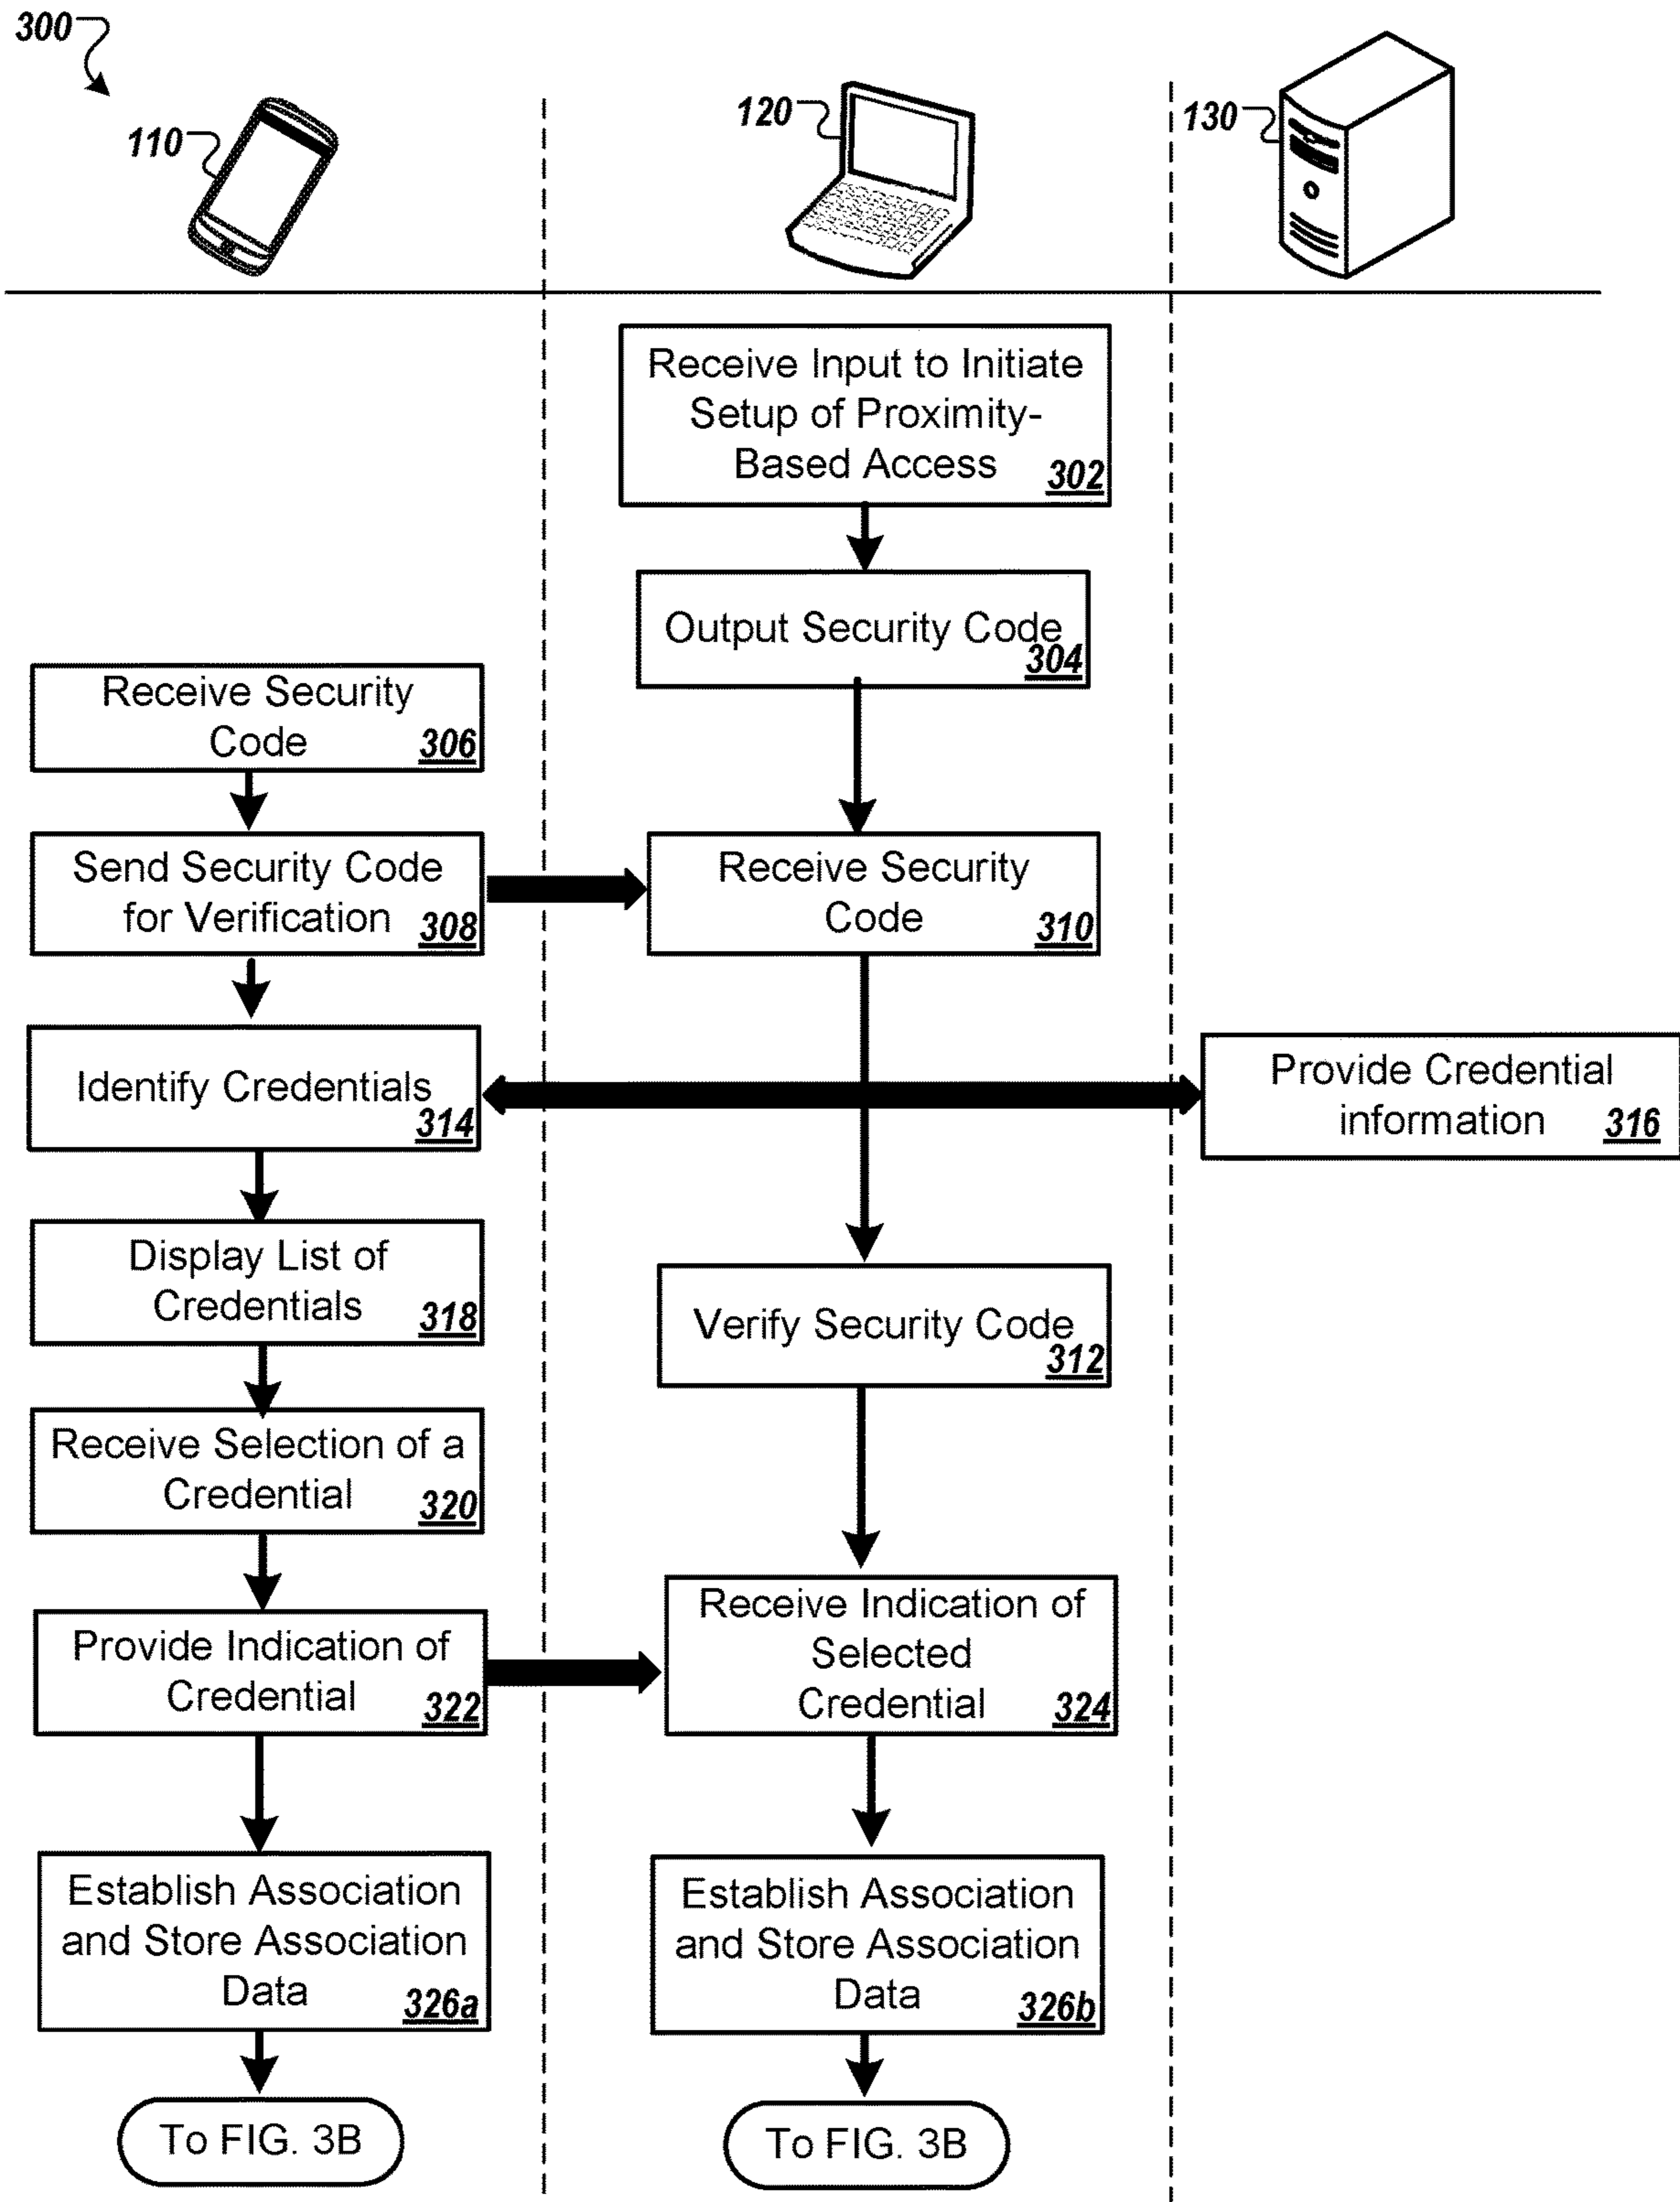 300
110
120
130
Receive Input to Initiate
Setup of Proximity-
Based Access
302
Output Security Code
304
Receive Security
Code
306
Send Security Code
for Verification
308
Receive Security
Code
310
Identify Credentials
314
Provide Credential
information
316
Display List of
Credentials
318
Verify Security Code
312
Receive Selection of a
Credential
320
Provide Indication of
Credential
322
Receive Indication of
Selected
Credential
324
Establish Association
and Store Association
Data
326a
Establish Association
and Store Association
Data
326b
To FIG. 3B
To FIG. 3B